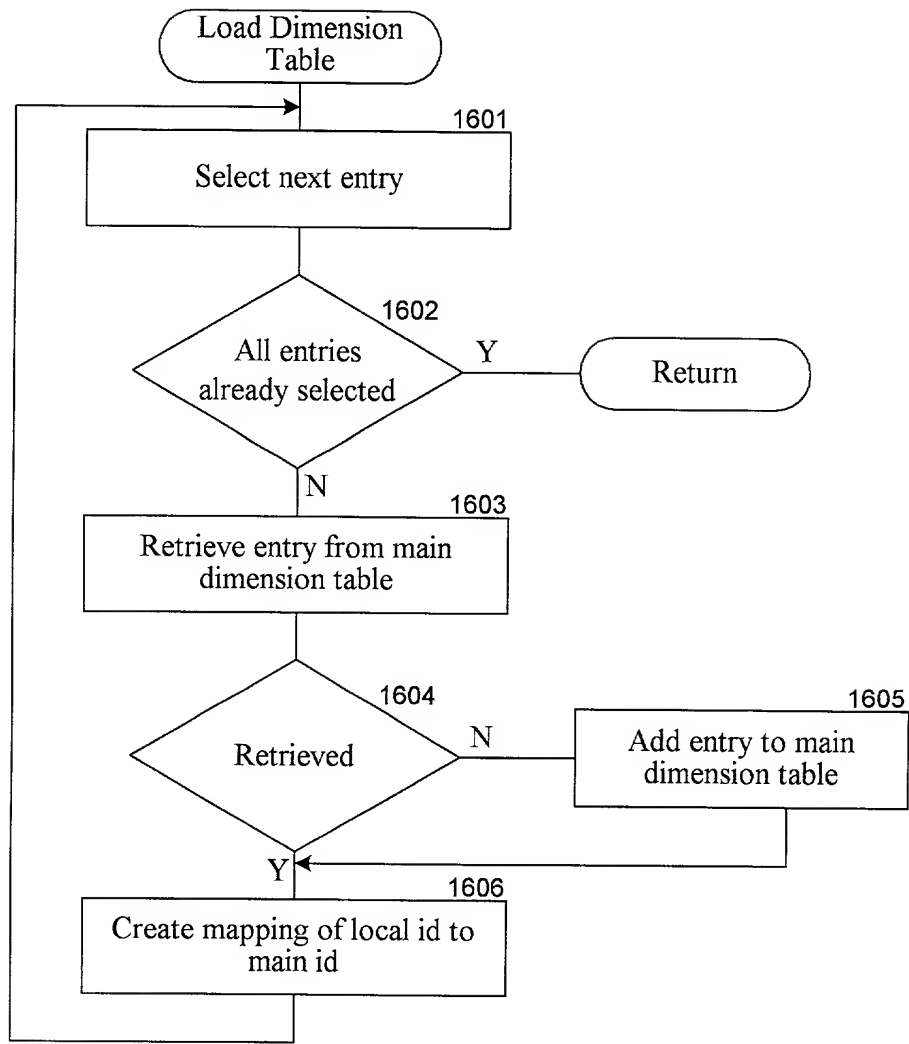 Load Dimension
Table
1601
Select next entry
1602
All entries
already selected
Y
Return
N
1603
Retrieve entry from main
dimension table
1604
Retrieved
N
1605
Add entry to main
dimension table
Y
1606
Create mapping of local id to
main id